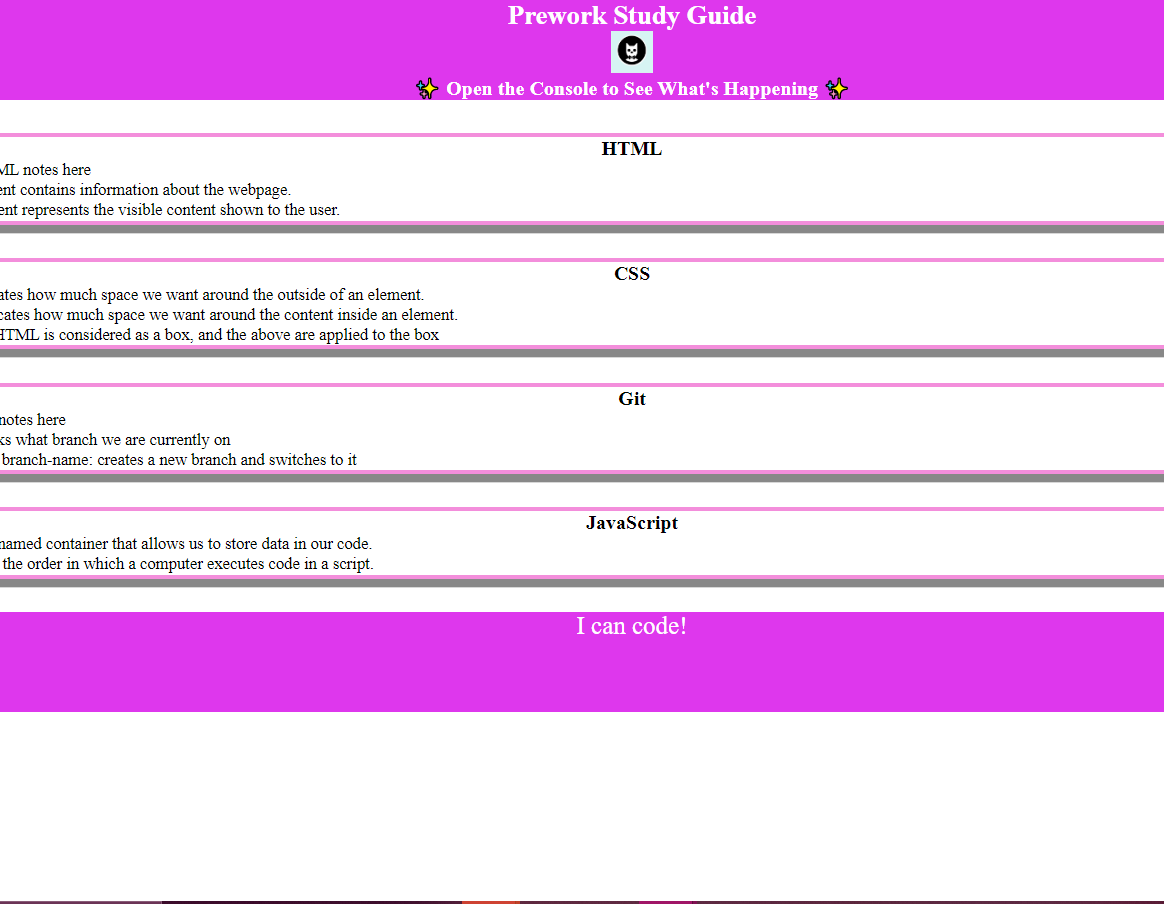 Prework Study Guide
✨ Open the Console to See What's Happening ✨
HTML
ML notes here
ent contains information about the webpage.
ent represents the visible content shown to the user.
CSS
ates how much space we want around the outside of an element.
cates how much space we want around the content inside an element.
HTML is considered as a box, and the above are applied to the box
Git
notes here
ks what branch we are currently on
branch-name: creates a new branch and switches to it
JavaScript
named container that allows us to store data in our code.
the order in which a computer executes code in a script.
I can code!